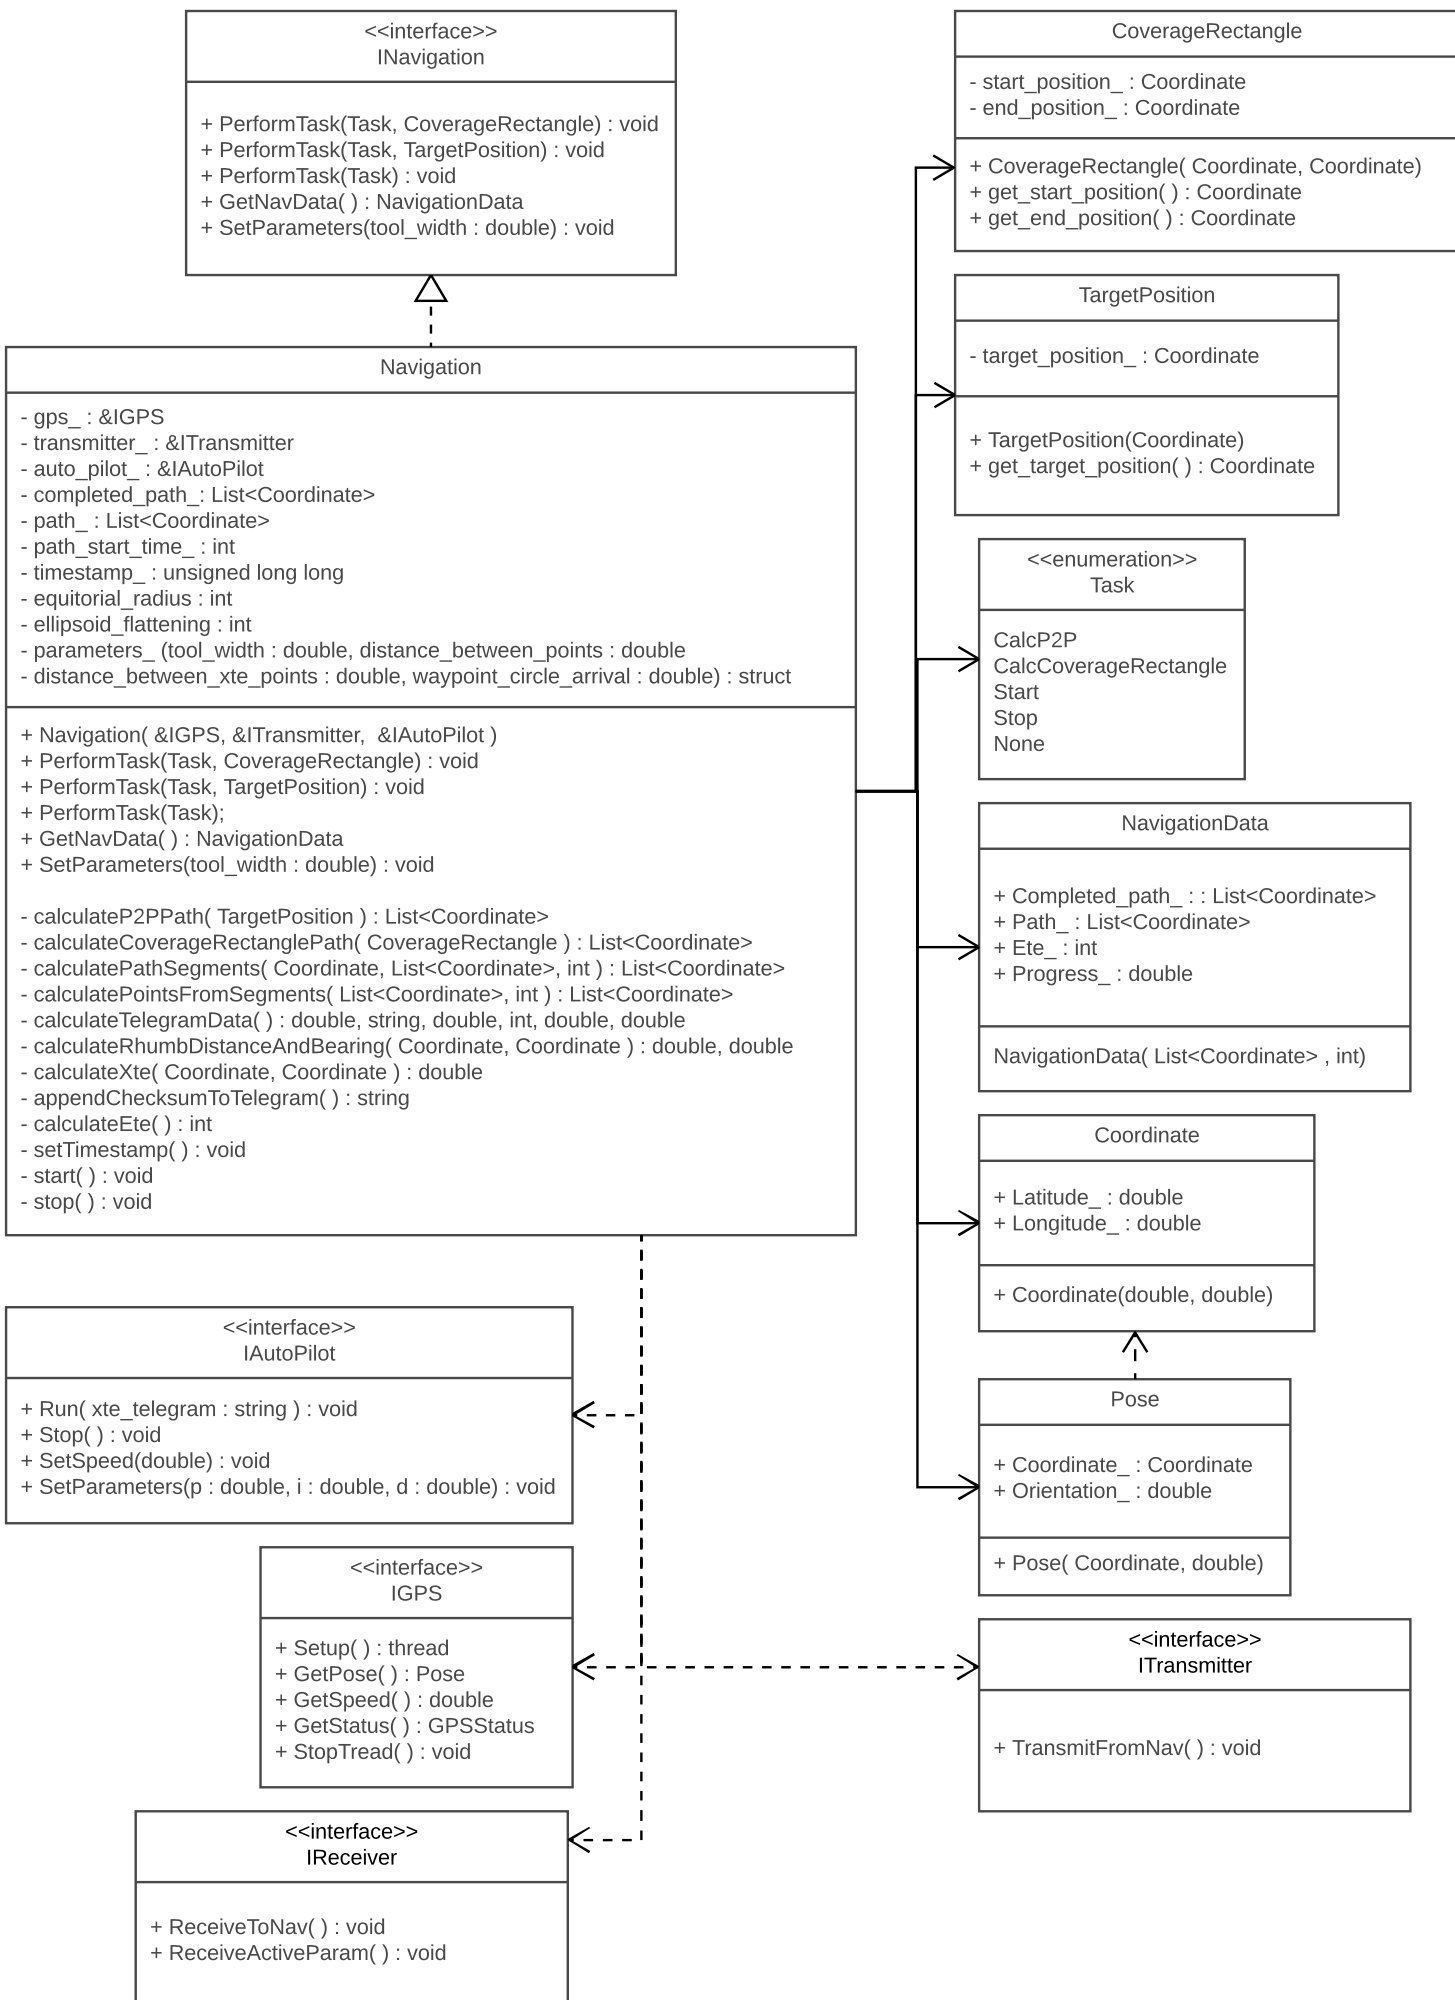 <<interface>>
INavigation
+ PerformTask(Task, CoverageRectangle) : void
+ PerformTask(Task, TargetPosition) : void
+ PerformTask(Task) : void
+ GetNavData( ) : NavigationData
+ SetParameters(tool_width : double) : void
Navigation
- gps_ : &IGPS
- transmitter_ : &ITransmitter
- auto_pilot_ : &IAutoPilot
- completed_path_: List<Coordinate>
- path_ : List<Coordinate>
- path_start_time_ : int
- timestamp_ : unsigned long long
- equitorial_radius : int
- ellipsoid_flattening : int
- parameters_ (tool_width : double, distance_between_points : double
- distance_between_xte_points : double, waypoint_circle_arrival : double) : struct
+ Navigation( &IGPS, &ITransmitter,  &IAutoPilot )
+ PerformTask(Task, CoverageRectangle) : void
+ PerformTask(Task, TargetPosition) : void
+ PerformTask(Task);
+ GetNavData( ) : NavigationData
+ SetParameters(tool_width : double) : void
- calculateP2PPath( TargetPosition ) : List<Coordinate>
- calculateCoverageRectanglePath( CoverageRectangle ) : List<Coordinate>
- calculatePathSegments( Coordinate, List<Coordinate>, int ) : List<Coordinate>
- calculatePointsFromSegments( List<Coordinate>, int ) : List<Coordinate>
- calculateTelegramData( ) : double, string, double, int, double, double
- calculateRhumbDistanceAndBearing( Coordinate, Coordinate ) : double, double
- calculateXte( Coordinate, Coordinate ) : double
- appendChecksumToTelegram( ) : string
- calculateEte( ) : int
- setTimestamp( ) : void
- start( ) : void
- stop( ) : void
<<interface>>
IAutoPilot
+ Run( xte_telegram : string ) : void
+ Stop( ) : void
+ SetSpeed(double) : void
+ SetParameters(p : double, i : double, d : double) : void
<<interface>>
IGPS
+ Setup( ) : thread
+ GetPose( ) : Pose
+ GetSpeed( ) : double
+ GetStatus( ) : GPSStatus
+ StopTread( ) : void
<<interface>>
IReceiver
+ ReceiveToNav( ) : void
+ ReceiveActiveParam( ) : void
CoverageRectangle
- start_position_ : Coordinate
- end_position_ : Coordinate
+ CoverageRectangle( Coordinate, Coordinate)
+ get_start_position( ) : Coordinate
+ get_end_position( ) : Coordinate
TargetPosition
- target_position_ : Coordinate
+ TargetPosition(Coordinate)
+ get_target_position( ) : Coordinate
<<enumeration>>
Task
CalcP2P
CalcCoverageRectangle
Start
Stop
None
NavigationData
+ Completed_path_ : : List<Coordinate>
+ Path_ : List<Coordinate>
+ Ete_ : int
+ Progress_ : double
NavigationData( List<Coordinate> , int)
Coordinate
+ Latitude_ : double
+ Longitude_ : double
+ Coordinate(double, double)
Pose
+ Coordinate_ : Coordinate
+ Orientation_ : double
+ Pose( Coordinate, double)
<<interface>>
ITransmitter
+ TransmitFromNav( ) : void